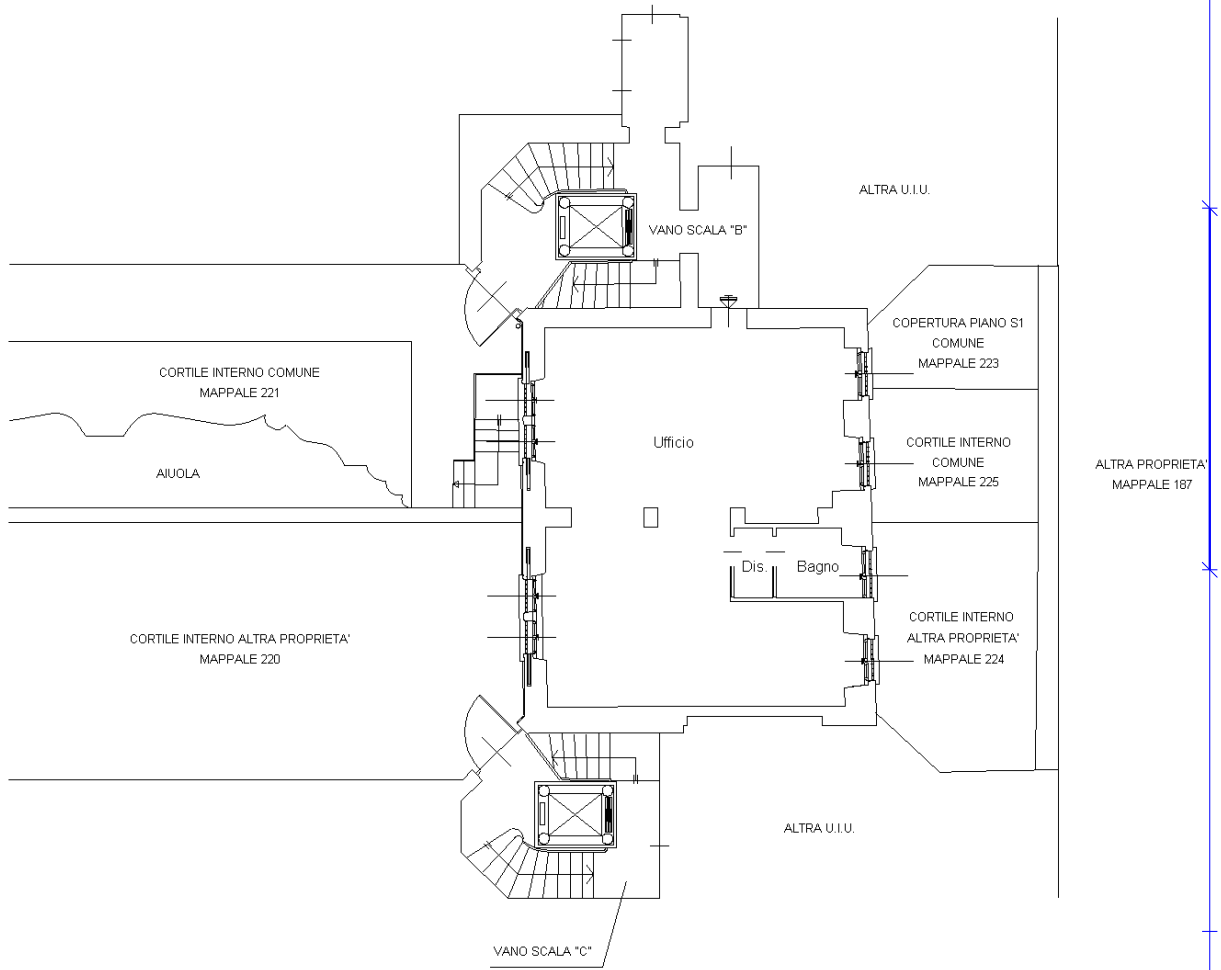 ALTRA U.I.U.
VANO SCALA "B"
COPERTURA PIANO S1
COMUNE
MAPPALE 223
CORTILE INTERNO COMUNE
MAPPALE 221
Ufficio
CORTILE INTERNO
COMUNE
MAPPALE 225
AIUOLA
ALTRA PROPRIETA'
MAPPALE 187
Dis.
Bagno
CORTILE INTERNO ALTRA PROPRIETA'
MAPPALE 220
CORTILE INTERNO
ALTRA PROPRIETA'
MAPPALE 224
ALTRA U.I.U.
VANO SCALA "C"